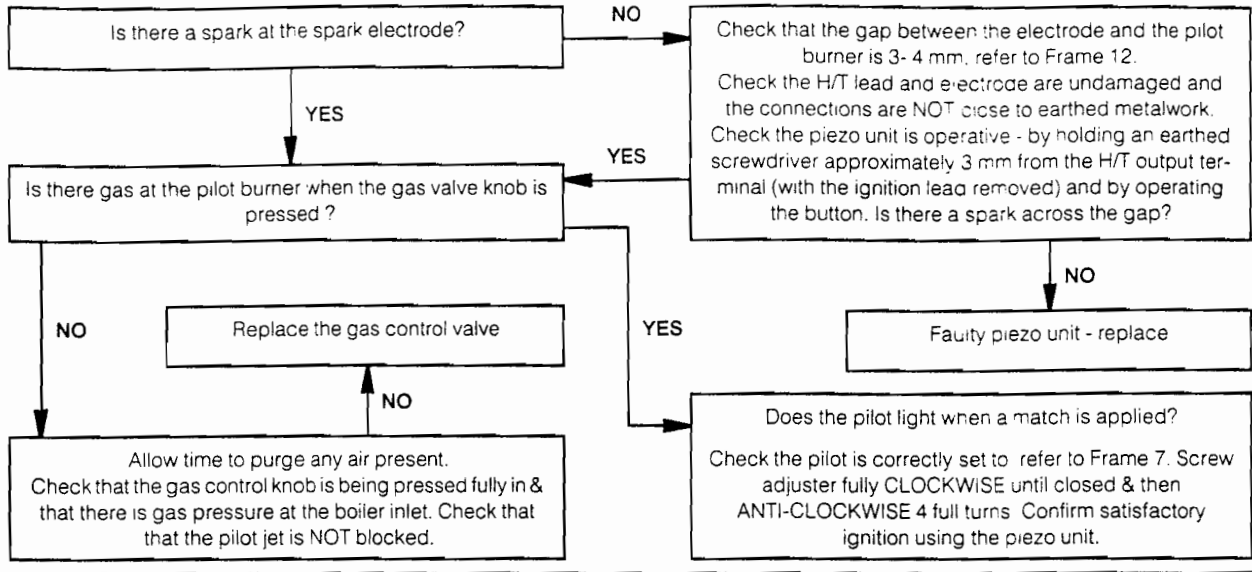 Is there a spark at the spark electrode?
NO
Check that the gap between the electrode and the pilot
burner is 3- 4 mm, refer to Frame 12.
Check the H/T lead and electrode are undamaged and
the connections are NOT close to earthed metalwork.
Check the piezo unit is operative - by holding an earthed
screwdriver approximately 3 mm from the H/T output ter-
minal (with the ignition lead removed) and by operating
the button. Is there a spark across the gap?
YES
YES
Is there gas at the pilot burner when the gas valve knob is
pressed ?
NO
Faulty piezo unit - replace
NO
Replace the gas control valve
YES
NO
Allow time to purge any air present.
Check that the gas control knob is being pressed fully in &
that there is gas pressure at the boiler inlet. Check that
that the pilot jet is NOT blocked.
Does the pilot light when a match is applied?
Check the pilot is correctly set to refer to Frame 7. Screw
adjuster fully CLOCKWISE until closed & then
ANTI-CLOCKWISE 4 full turns Confirm satisfactory
ignition using the piezo unit.